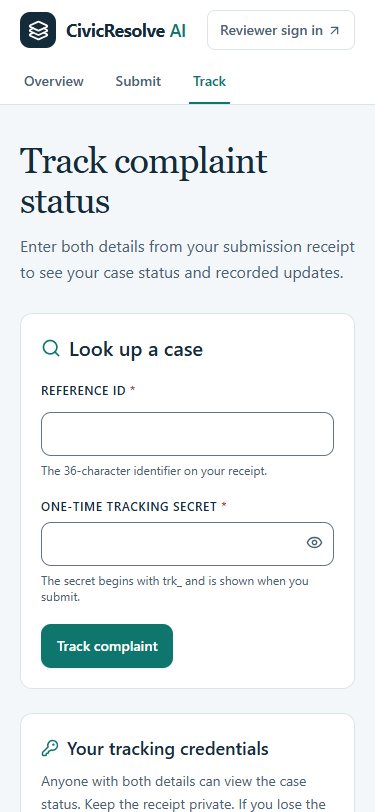 CivicResolve AI
Reviewer sign in
Overview Submit Track
Track complaint
status
Enter both details from your submission receipt
to see your case status and recorded updates.
Look up a case
REFERENCE ID *
The 36-character identifier on your receipt.
ONE-TIME TRACKING SECRET *
The secret begins with trk_ and is shown when you
submit.
Track complaint
Your tracking credentials
Anyone with both details can view the case
status. Keep the receipt private. If you lose the